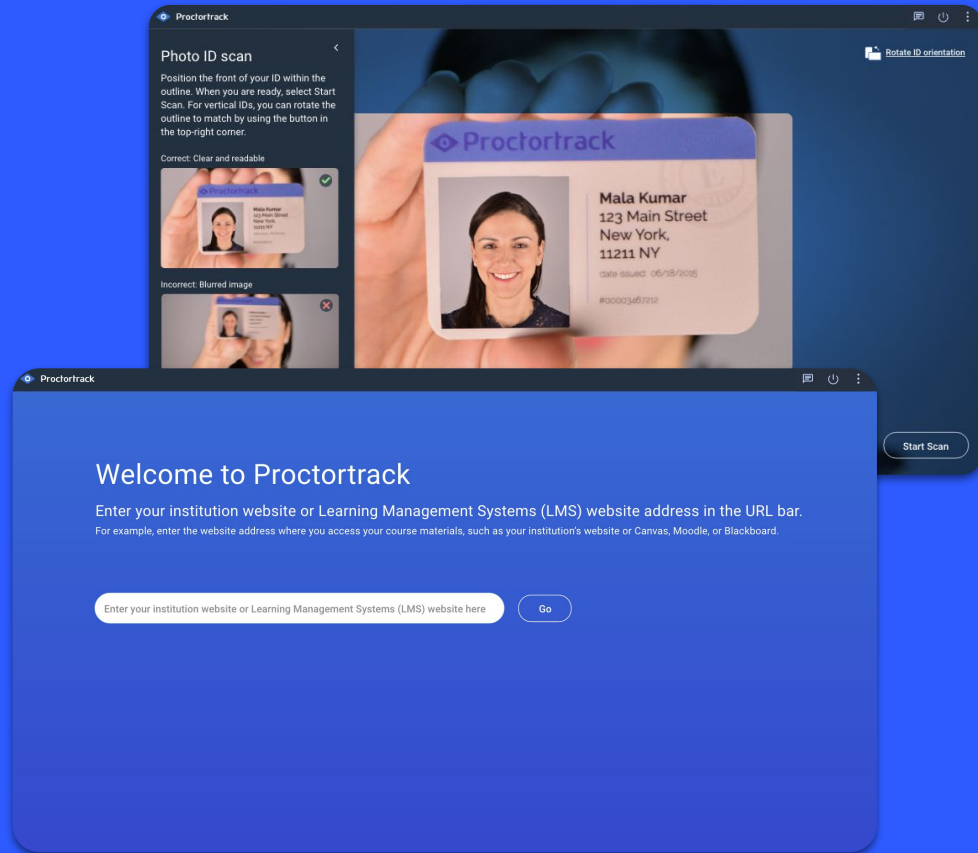 Proctortrack
Photo ID scan
Position the front of your ID within the
outline. When you are ready, select Start
Scan. For vertical IDs, you can rotate the
outline to match by using the button in
the top-right corner.
Correct: Clear and readable
Proctortrack
Mala Kumar
123 Main Street
New York,
11211 NY
Incorrect: Blurred image
Rotate ID orientation
Proctortrack
Mala Kumar
123 Main Street
New York,
11211 NY
date issued 06/18/2015
#00003467212
Start Scan
Proctortrack
Welcome to Proctortrack
Enter your institution website or Learning Management Systems (LMS) website address in the URL bar.
For example, enter the website address where you access your course materials, such as your institution's website or Canvas, Moodle, or Blackboard.
Enter your institution website or Learning Management Systems (LMS) website here
Go